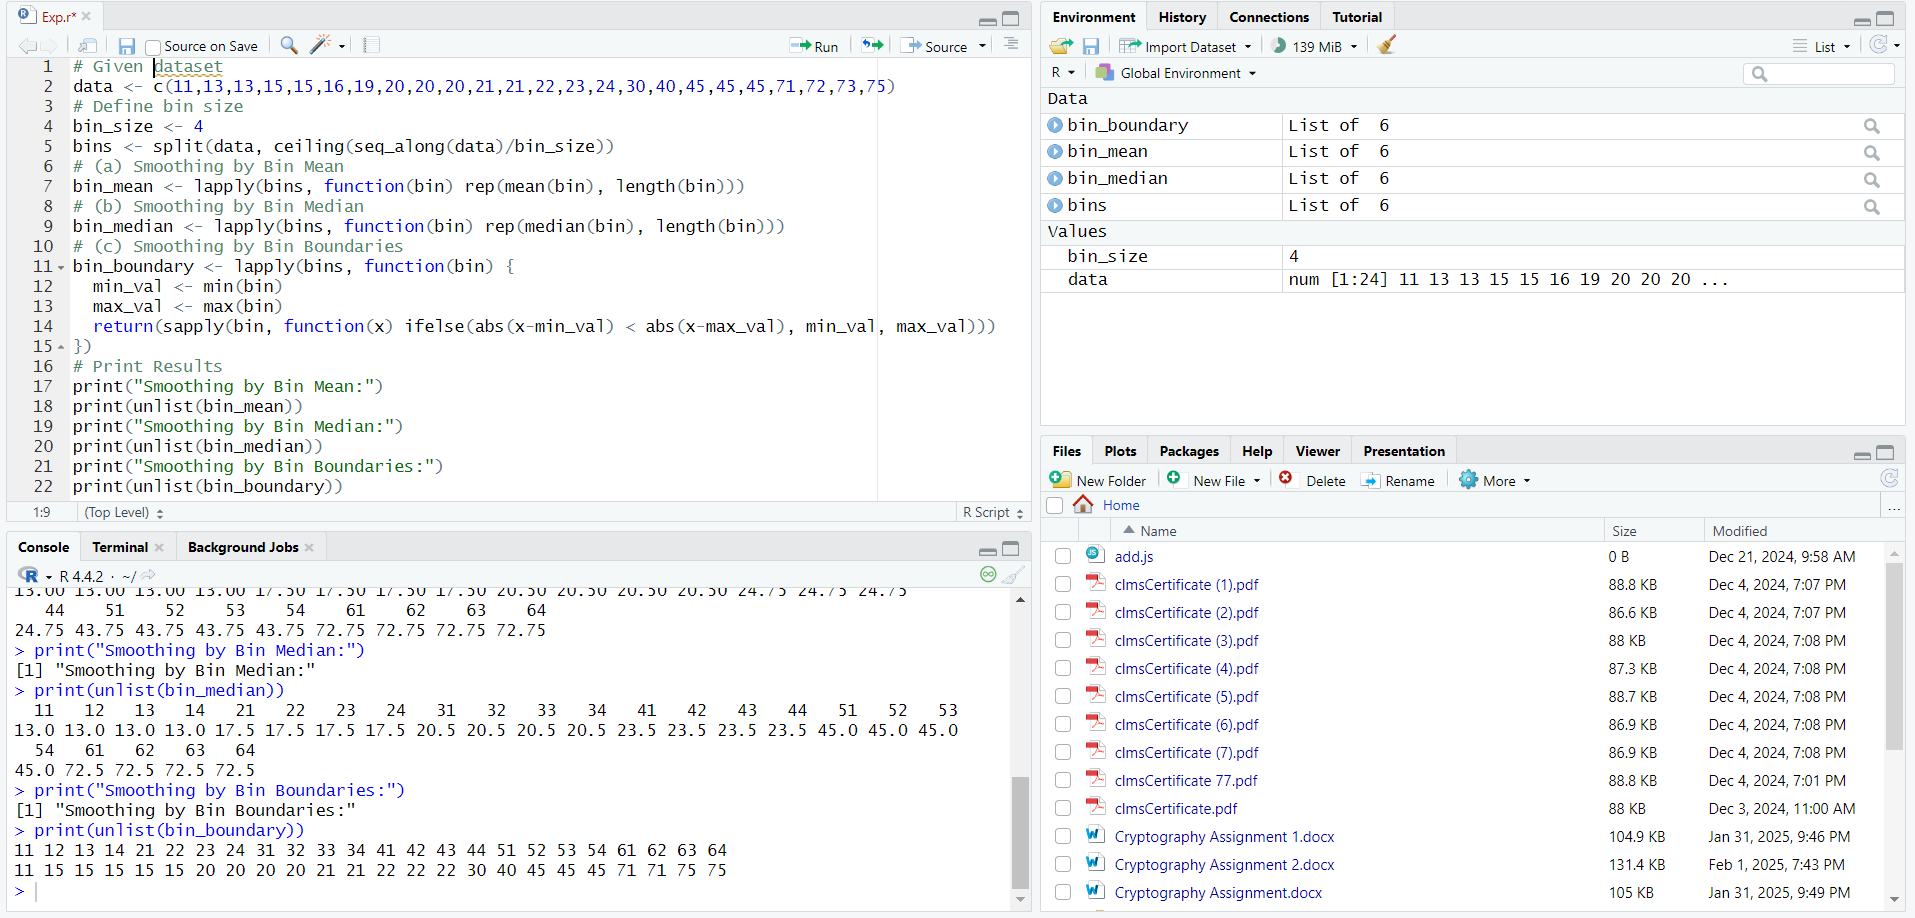 Exp.r*
Source on Save
Run
Source
1 # Given dataset
2 data <- c(11,13,13,15,15,16,19,20,20,20,21,21,22,23,24,30,40,45,45,45,71,72,73,75)
3 # Define bin size
4 bin_size <- 4
5 bins <- split(data, ceiling(seq_along(data)/bin_size))
6 # (a) Smoothing by Bin Mean
7 bin_mean <- lapply(bins, function(bin) rep(mean(bin), length(bin)))
8 # (b) Smoothing by Bin Median
9 bin_median <- lapply(bins, function(bin) rep(median(bin), length(bin)))
10 # (c) Smoothing by Bin Boundaries
11 bin_boundary <- lapply(bins, function(bin) {
12   min_val <- min(bin)
13   max_val <- max(bin)
14   return(sapply(bin, function(x) ifelse(abs(x-min_val) < abs(x-max_val), min_val, max_val)))
15 })
16 # Print Results
17 print("Smoothing by Bin Mean:")
18 print(unlist(bin_mean))
19 print("Smoothing by Bin Median:")
20 print(unlist(bin_median))
21 print("Smoothing by Bin Boundaries:")
22 print(unlist(bin_boundary))
1:9 (Top Level) R Script
Console Terminal Background Jobs
R 4.4.2 · ~/
13.00 13.00 13.00 13.00 17.50 17.50 17.50 17.50 20.50 20.50 20.50 20.50 24.75 24.75 24.75
44 51 52 53 54 61 62 63 64
24.75 43.75 43.75 43.75 43.75 72.75 72.75 72.75 72.75
> print("Smoothing by Bin Median:")
[1] "Smoothing by Bin Median:"
> print(unlist(bin_median))
11 12 13 14 21 22 23 24 31 32 33 34 41 42 43 44 51 52 53
13.0 13.0 13.0 13.0 17.5 17.5 17.5 17.5 20.5 20.5 20.5 20.5 23.5 23.5 23.5 23.5 45.0 45.0 45.0
54 61 62 63 64
45.0 72.5 72.5 72.5 72.5
> print("Smoothing by Bin Boundaries:")
[1] "Smoothing by Bin Boundaries:"
> print(unlist(bin_boundary))
11 12 13 14 21 22 23 24 31 32 33 34 41 42 43 44 51 52 53 54 61 62 63 64
11 15 15 15 15 15 20 20 20 20 21 21 22 22 22 30 40 45 45 45 71 71 75 75
>
Environment History Connections Tutorial
Import Dataset 139 MiB List
R Global Environment
Data
bin_boundary List of 6
bin_mean List of 6
bin_median List of 6
bins List of 6
Values
bin_size 4
data num [1:24] 11 13 13 15 15 16 19 20 20 20 ...
Files Plots Packages Help Viewer Presentation
New Folder New File Delete Rename More
Home ...
Name Size Modified
add.js 0 B Dec 21, 2024, 9:58 AM
clmsCertificate (1).pdf 88.8 KB Dec 4, 2024, 7:07 PM
clmsCertificate (2).pdf 86.6 KB Dec 4, 2024, 7:07 PM
clmsCertificate (3).pdf 88 KB Dec 4, 2024, 7:08 PM
clmsCertificate (4).pdf 87.3 KB Dec 4, 2024, 7:08 PM
clmsCertificate (5).pdf 88.7 KB Dec 4, 2024, 7:08 PM
clmsCertificate (6).pdf 86.9 KB Dec 4, 2024, 7:08 PM
clmsCertificate (7).pdf 86.9 KB Dec 4, 2024, 7:08 PM
clmsCertificate 77.pdf 88.8 KB Dec 4, 2024, 7:01 PM
clmsCertificate.pdf 88 KB Dec 3, 2024, 11:00 AM
Cryptography Assignment 1.docx 104.9 KB Jan 31, 2025, 9:46 PM
Cryptography Assignment 2.docx 131.4 KB Feb 1, 2025, 7:43 PM
Cryptography Assignment.docx 105 KB Jan 31, 2025, 9:49 PM